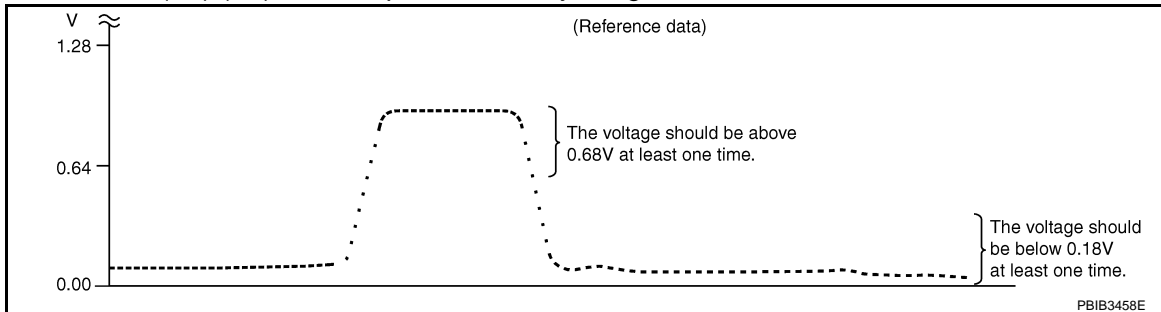 V
(Reference data)
1.28
The voltage should be above
0.68V at least one time.
0.64
The voltage should
be below 0.18V
at least one time.
0.00
PBIB3458E